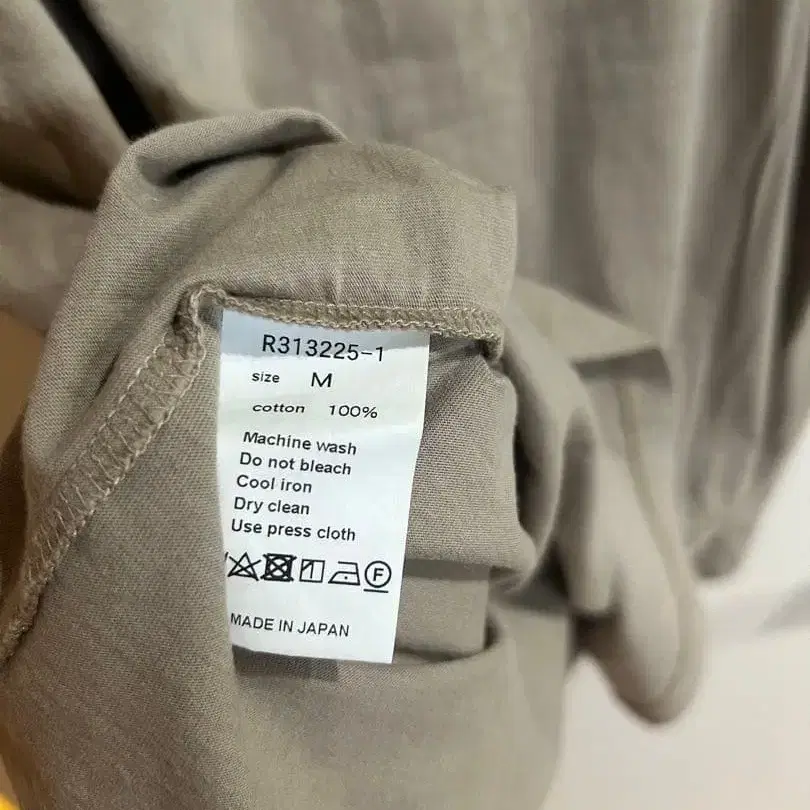 R313225-1
size M
cotton 100%
Machine wash
Do not bleach
Cool iron
Dry clean
Use press cloth
F
MADE IN JAPAN